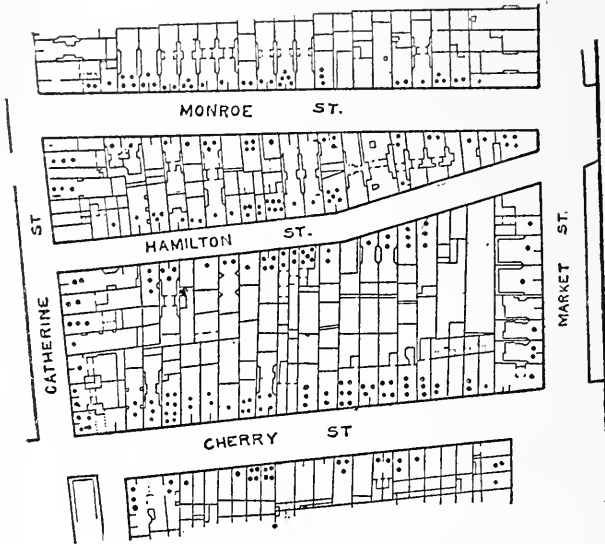 MONROE ST.
HAMILTON ST.
CATHERINE ST
MARKET ST.
CHERRY ST